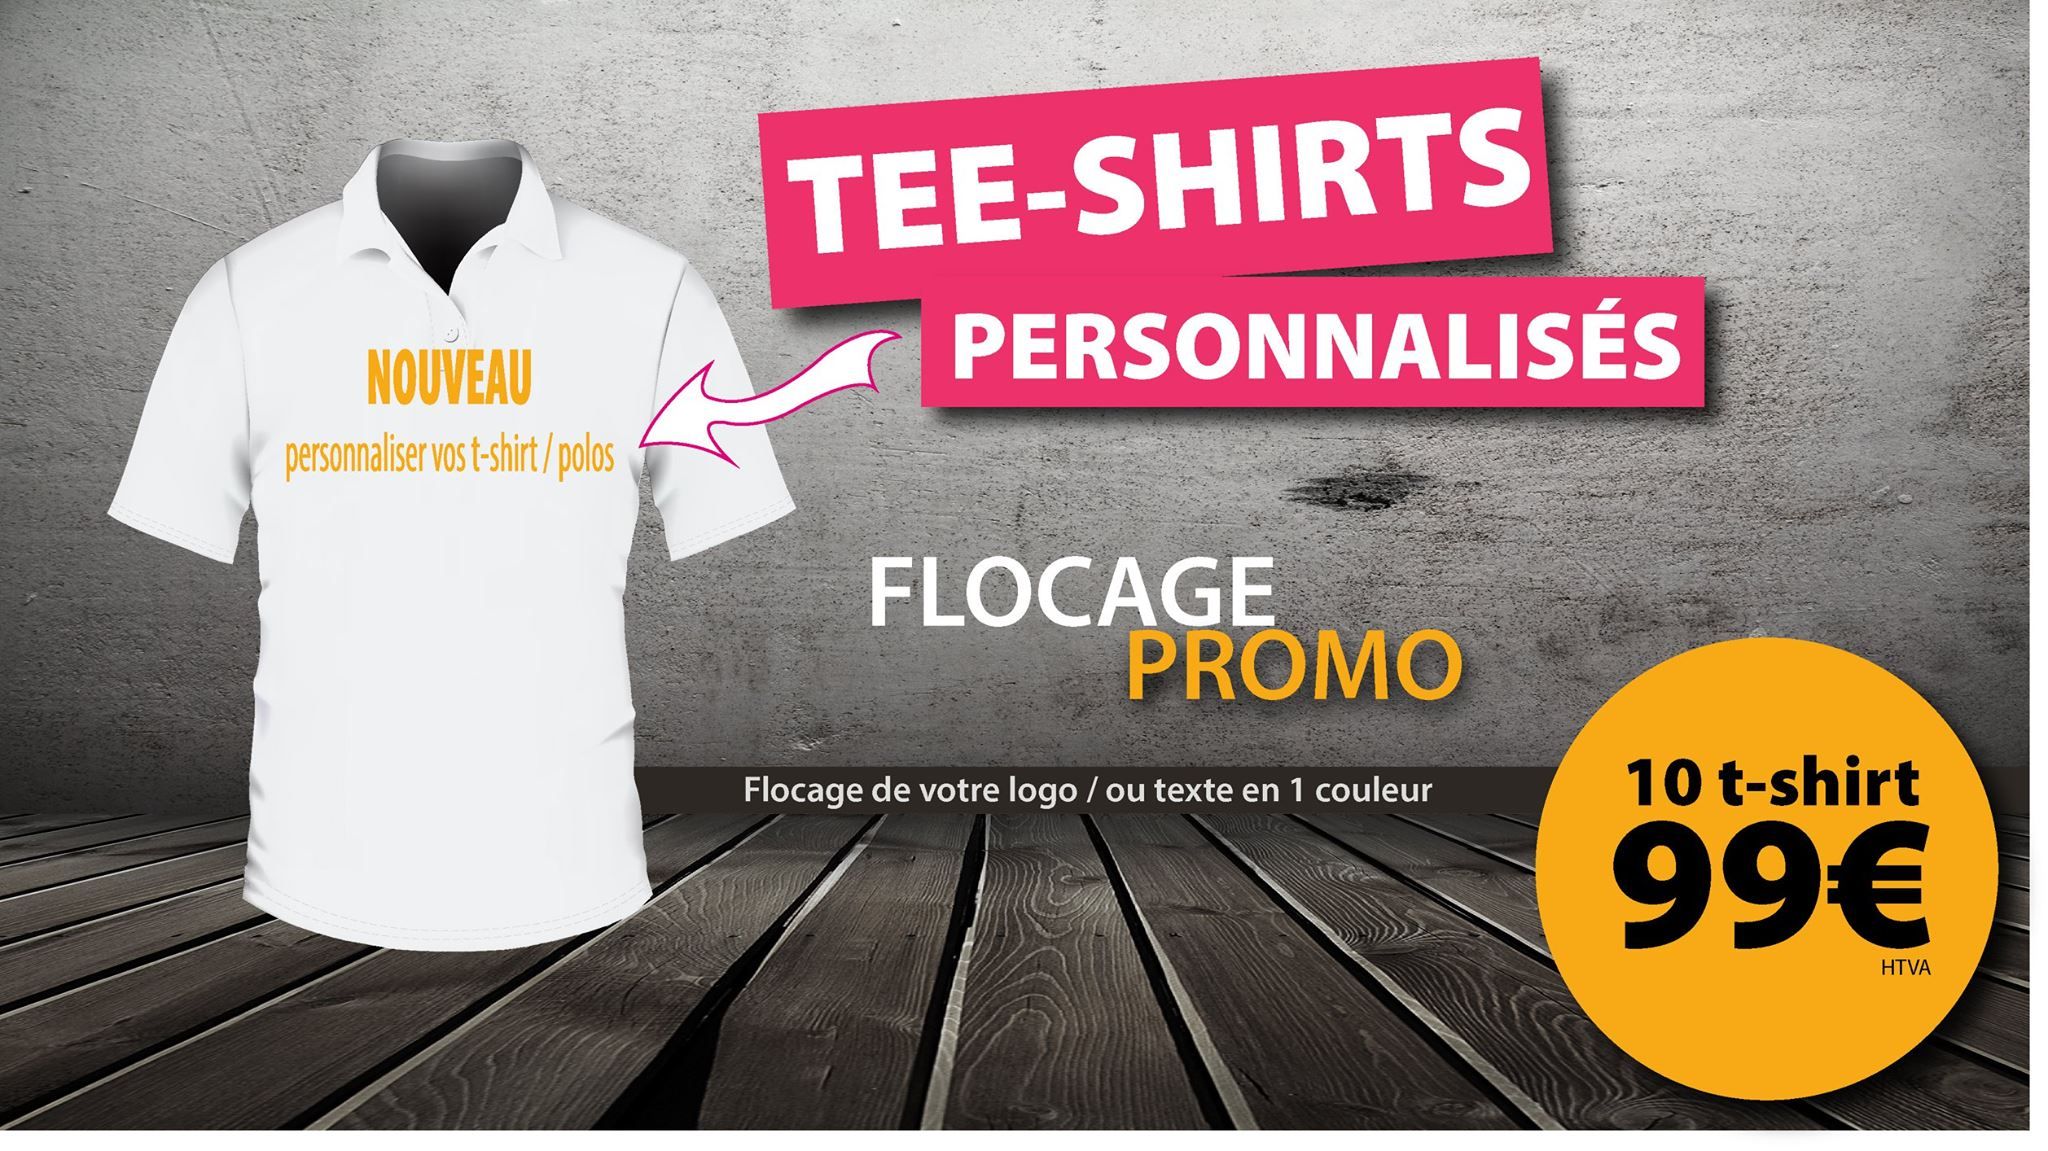 TEE-SHIRTS
PERSONNALISÉS
NOUVEAU
personnaliser vos t-shirt / polos
FLOCAGE
PROMO
Flocage de votre logo / ou texte en 1 couleur
10 t-shirt
99€
HTVA